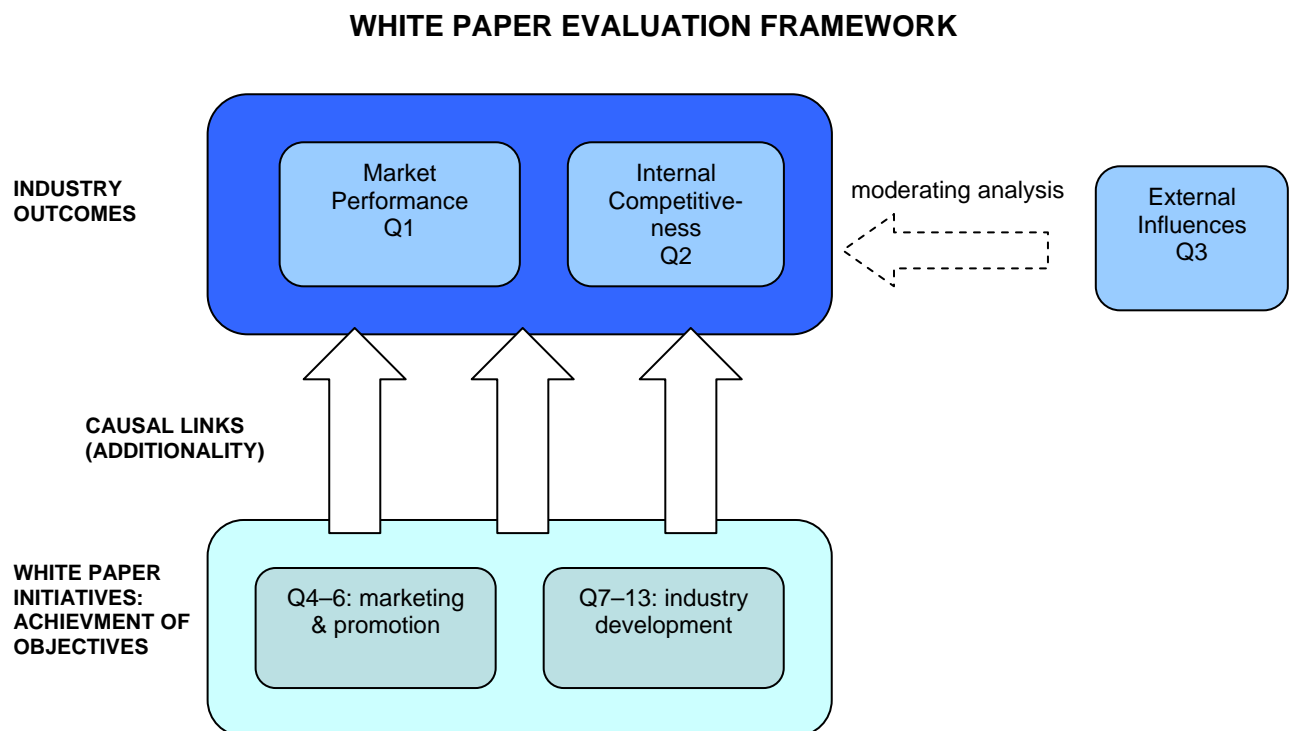 WHITE PAPER EVALUATION FRAMEWORK
INDUSTRY
OUTCOMES
Market
Performance
Q1
Internal
Competitive-
ness
Q2
moderating analysis
External
Influences
Q3
CAUSAL LINKS
(ADDITIONALITY)
WHITE PAPER
INITIATIVES:
ACHIEVMENT OF
OBJECTIVES
Q4–6: marketing
& promotion
Q7–13: industry
development